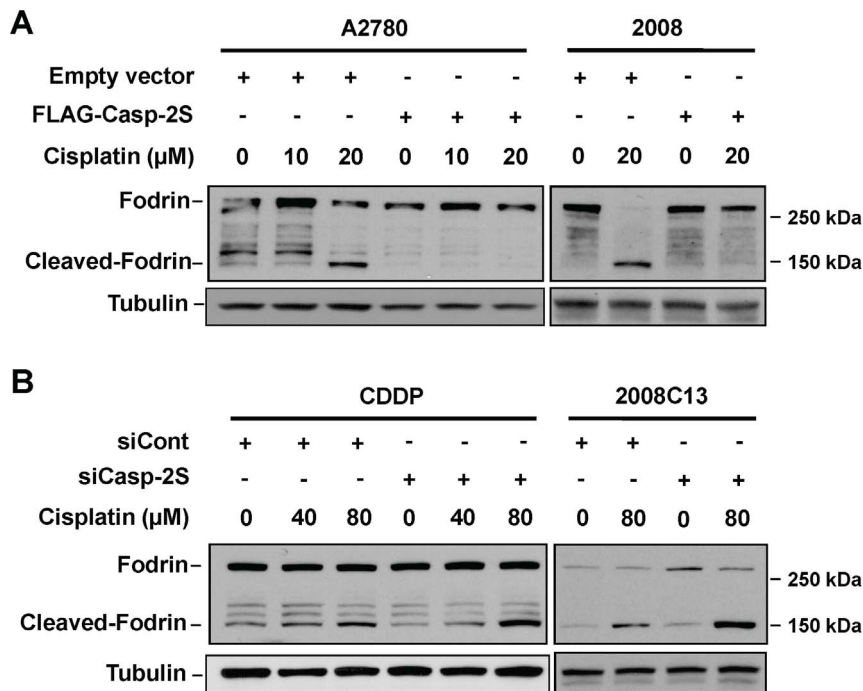 A
A2780 2008
Empty vector + + + - - - + + - -
FLAG-Casp-2S - - - + + + - - + +
Cisplatin (µM) 0 10 20 0 10 20 0 20 0 20
Fodrin –
– 250 kDa
Cleaved-Fodrin – – 150 kDa
Tubulin –
B
CDDP 2008C13
siCont + + + - - - + + - -
siCasp-2S - - - + + + - - + +
Cisplatin (µM) 0 40 80 0 40 80 0 80 0 80
Fodrin –
– 250 kDa
Cleaved-Fodrin – – 150 kDa
Tubulin –